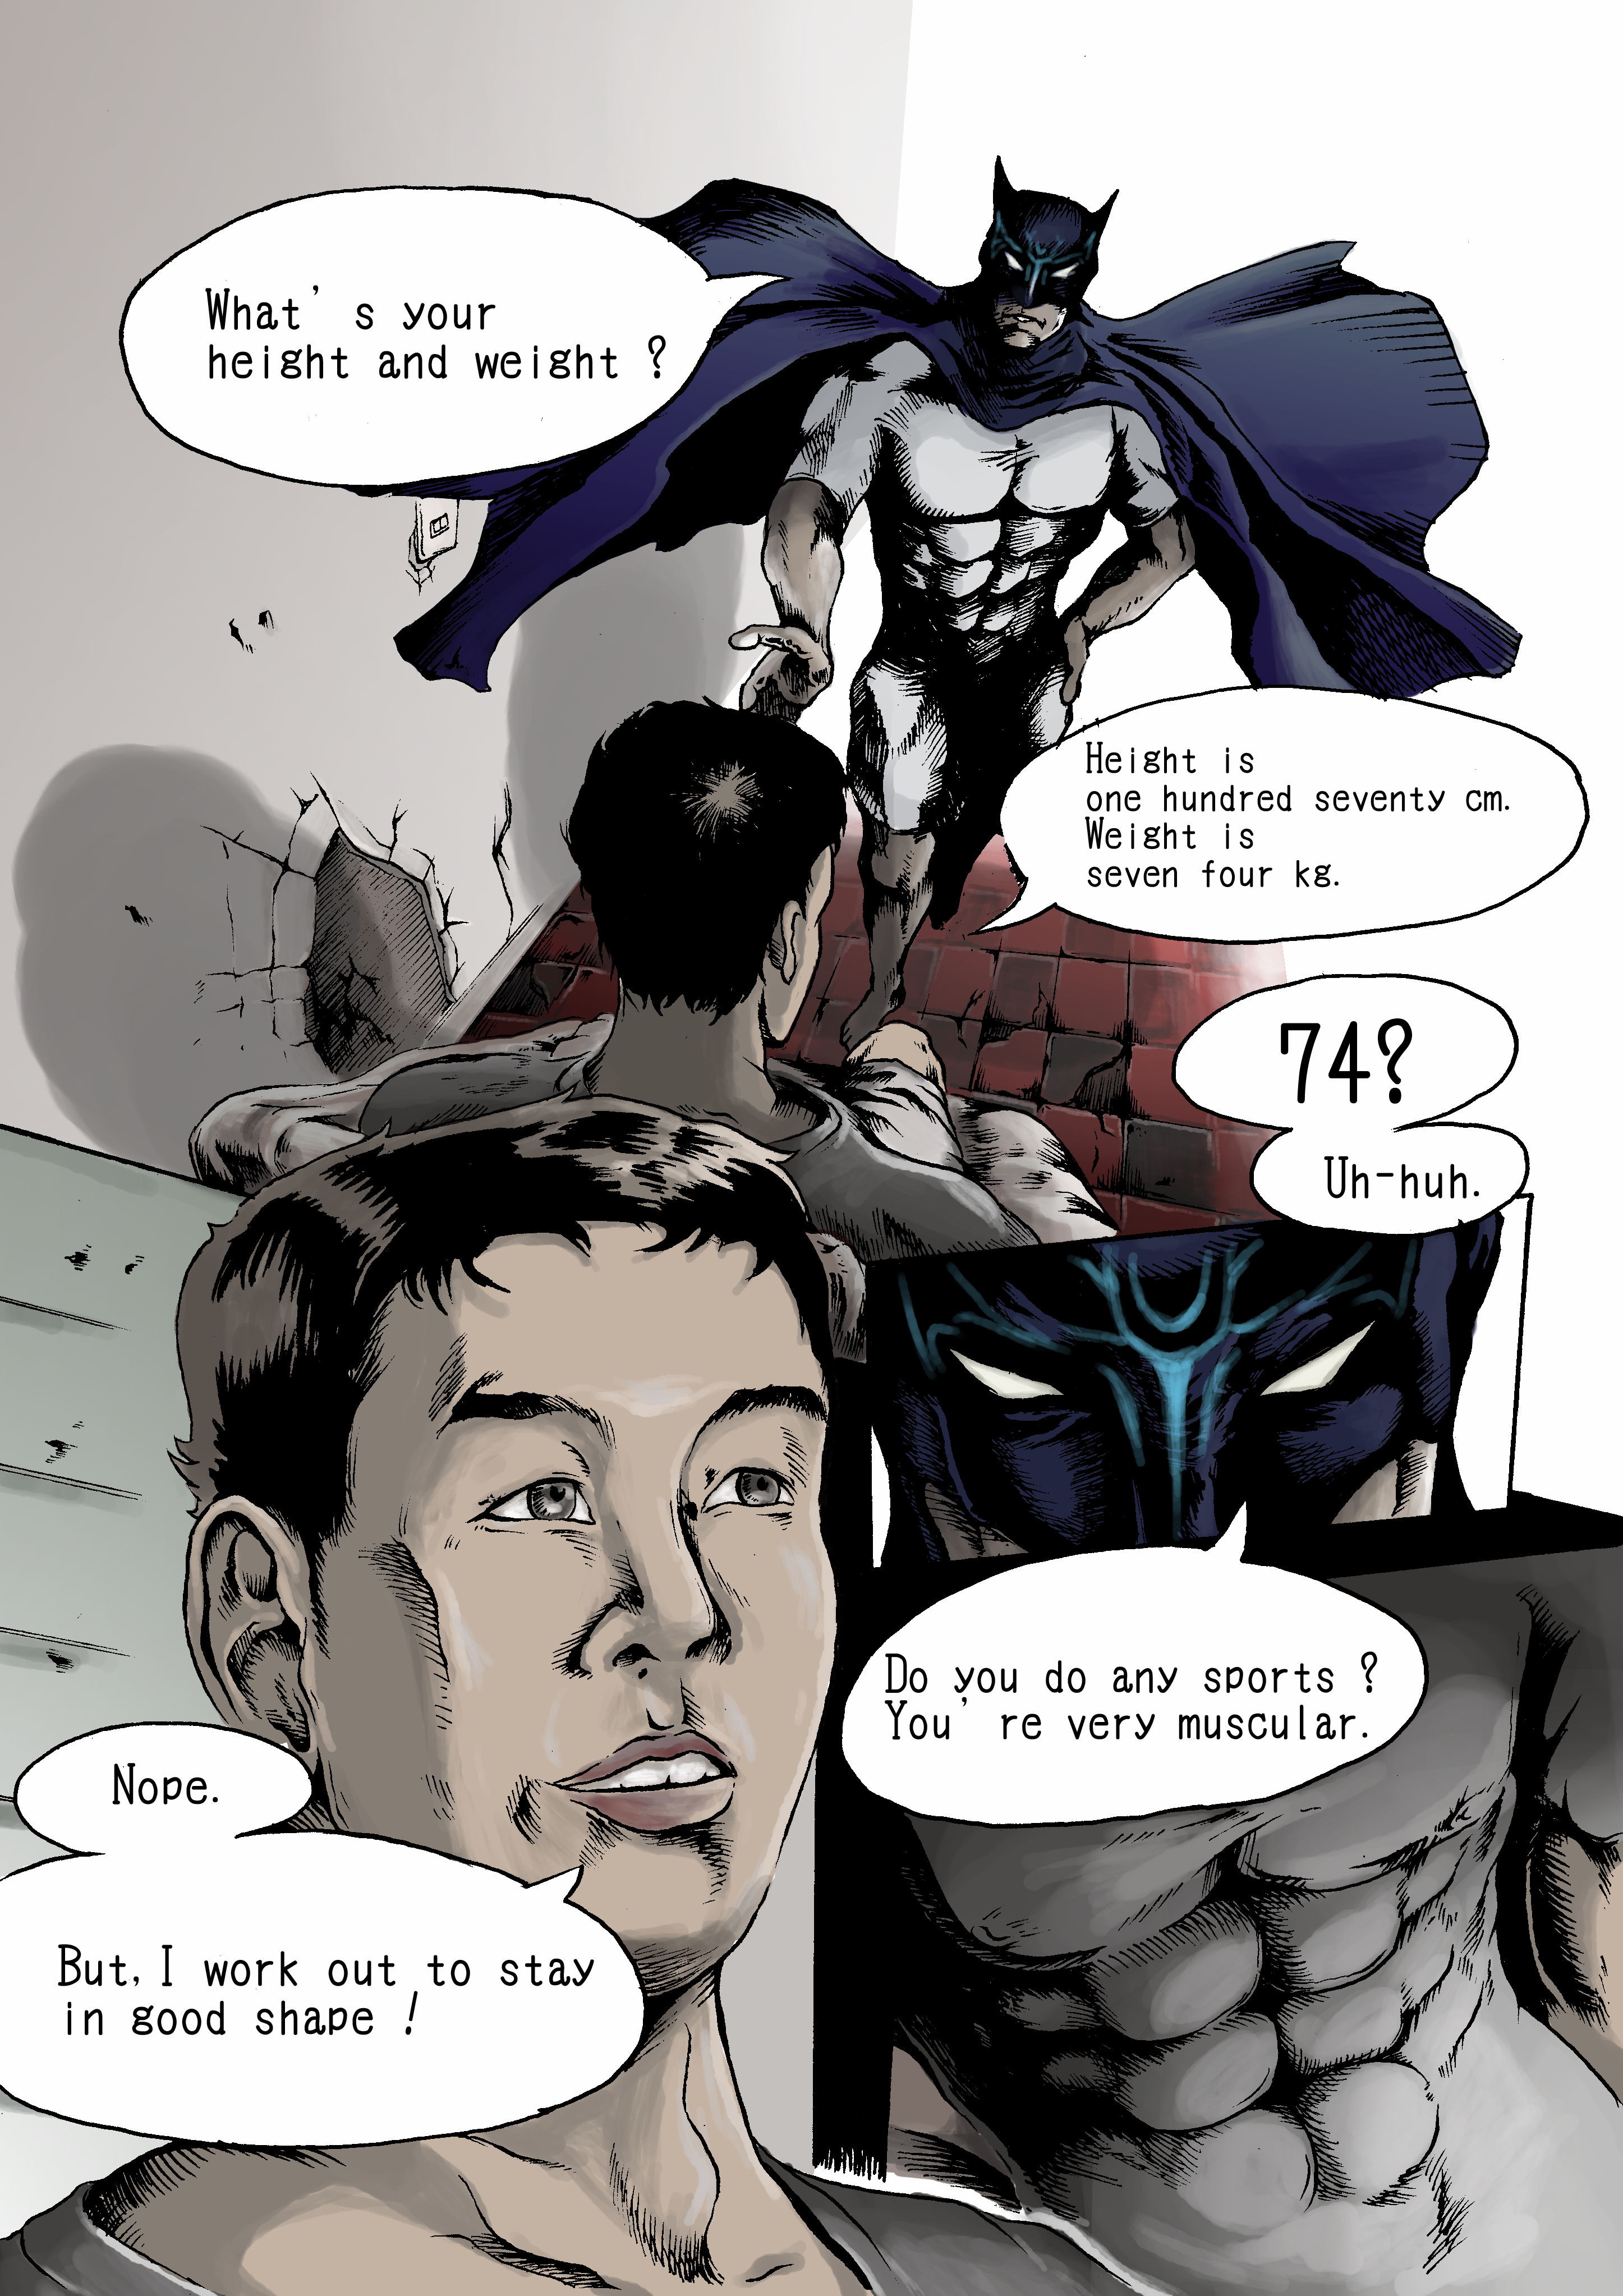 What's your
height and weight ?
Height is
one hundred seventy cm.
Weight is
seven four kg.
74?
Uh-huh.
Do you do any sports ?
You're very muscular.
Nope.
But, I work out to stay
in good shape !